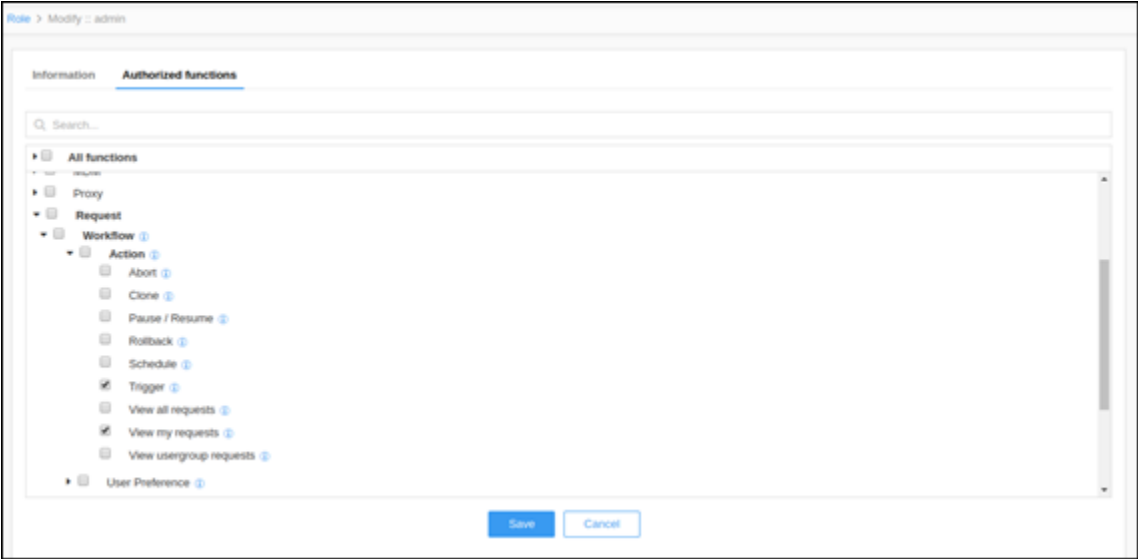 Role > Modify :: admin
Information Authorized functions
Search...
All functions
MDM
Proxy
Request
Workflow
Action
Abort
Clone
Pause / Resume
Rollback
Schedule
Trigger
View all requests
View my requests
View usergroup requests
User Preference
Save Cancel